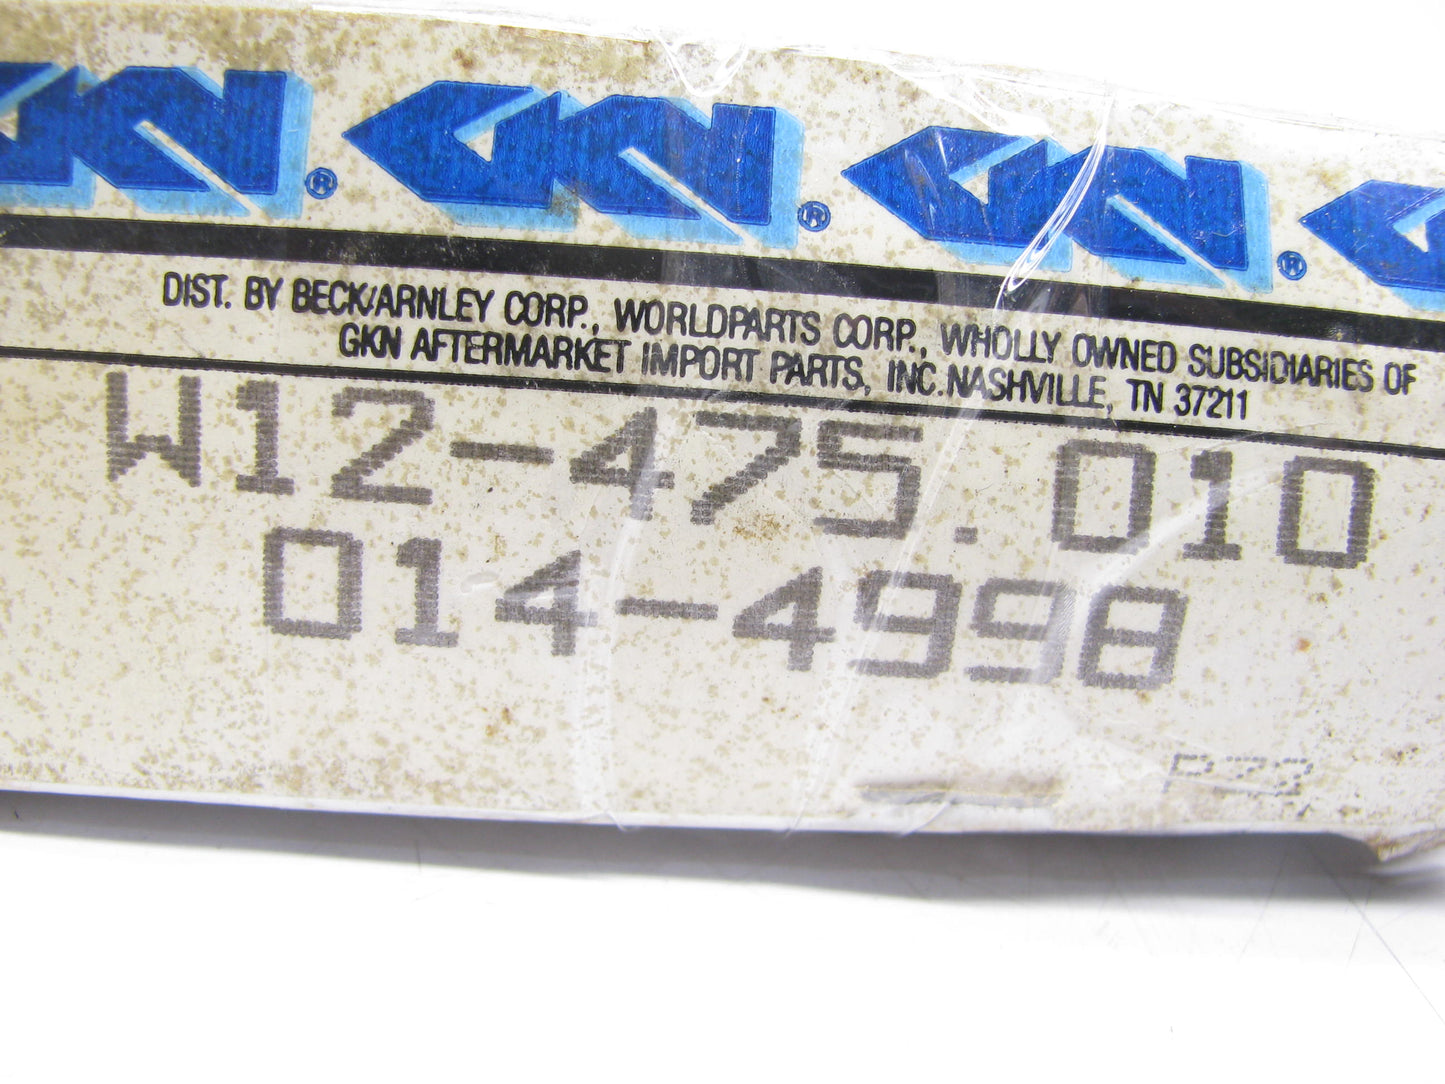 GKN® GKN® GKN® G
DIST. BY BECK/ARNLEY CORP., WORLDPARTS CORP., WHOLLY OWNED SUBSIDIARIES OF
GKN AFTERMARKET IMPORT PARTS, INC. NASHVILLE, TN 37211
W12-475.010
014-4998